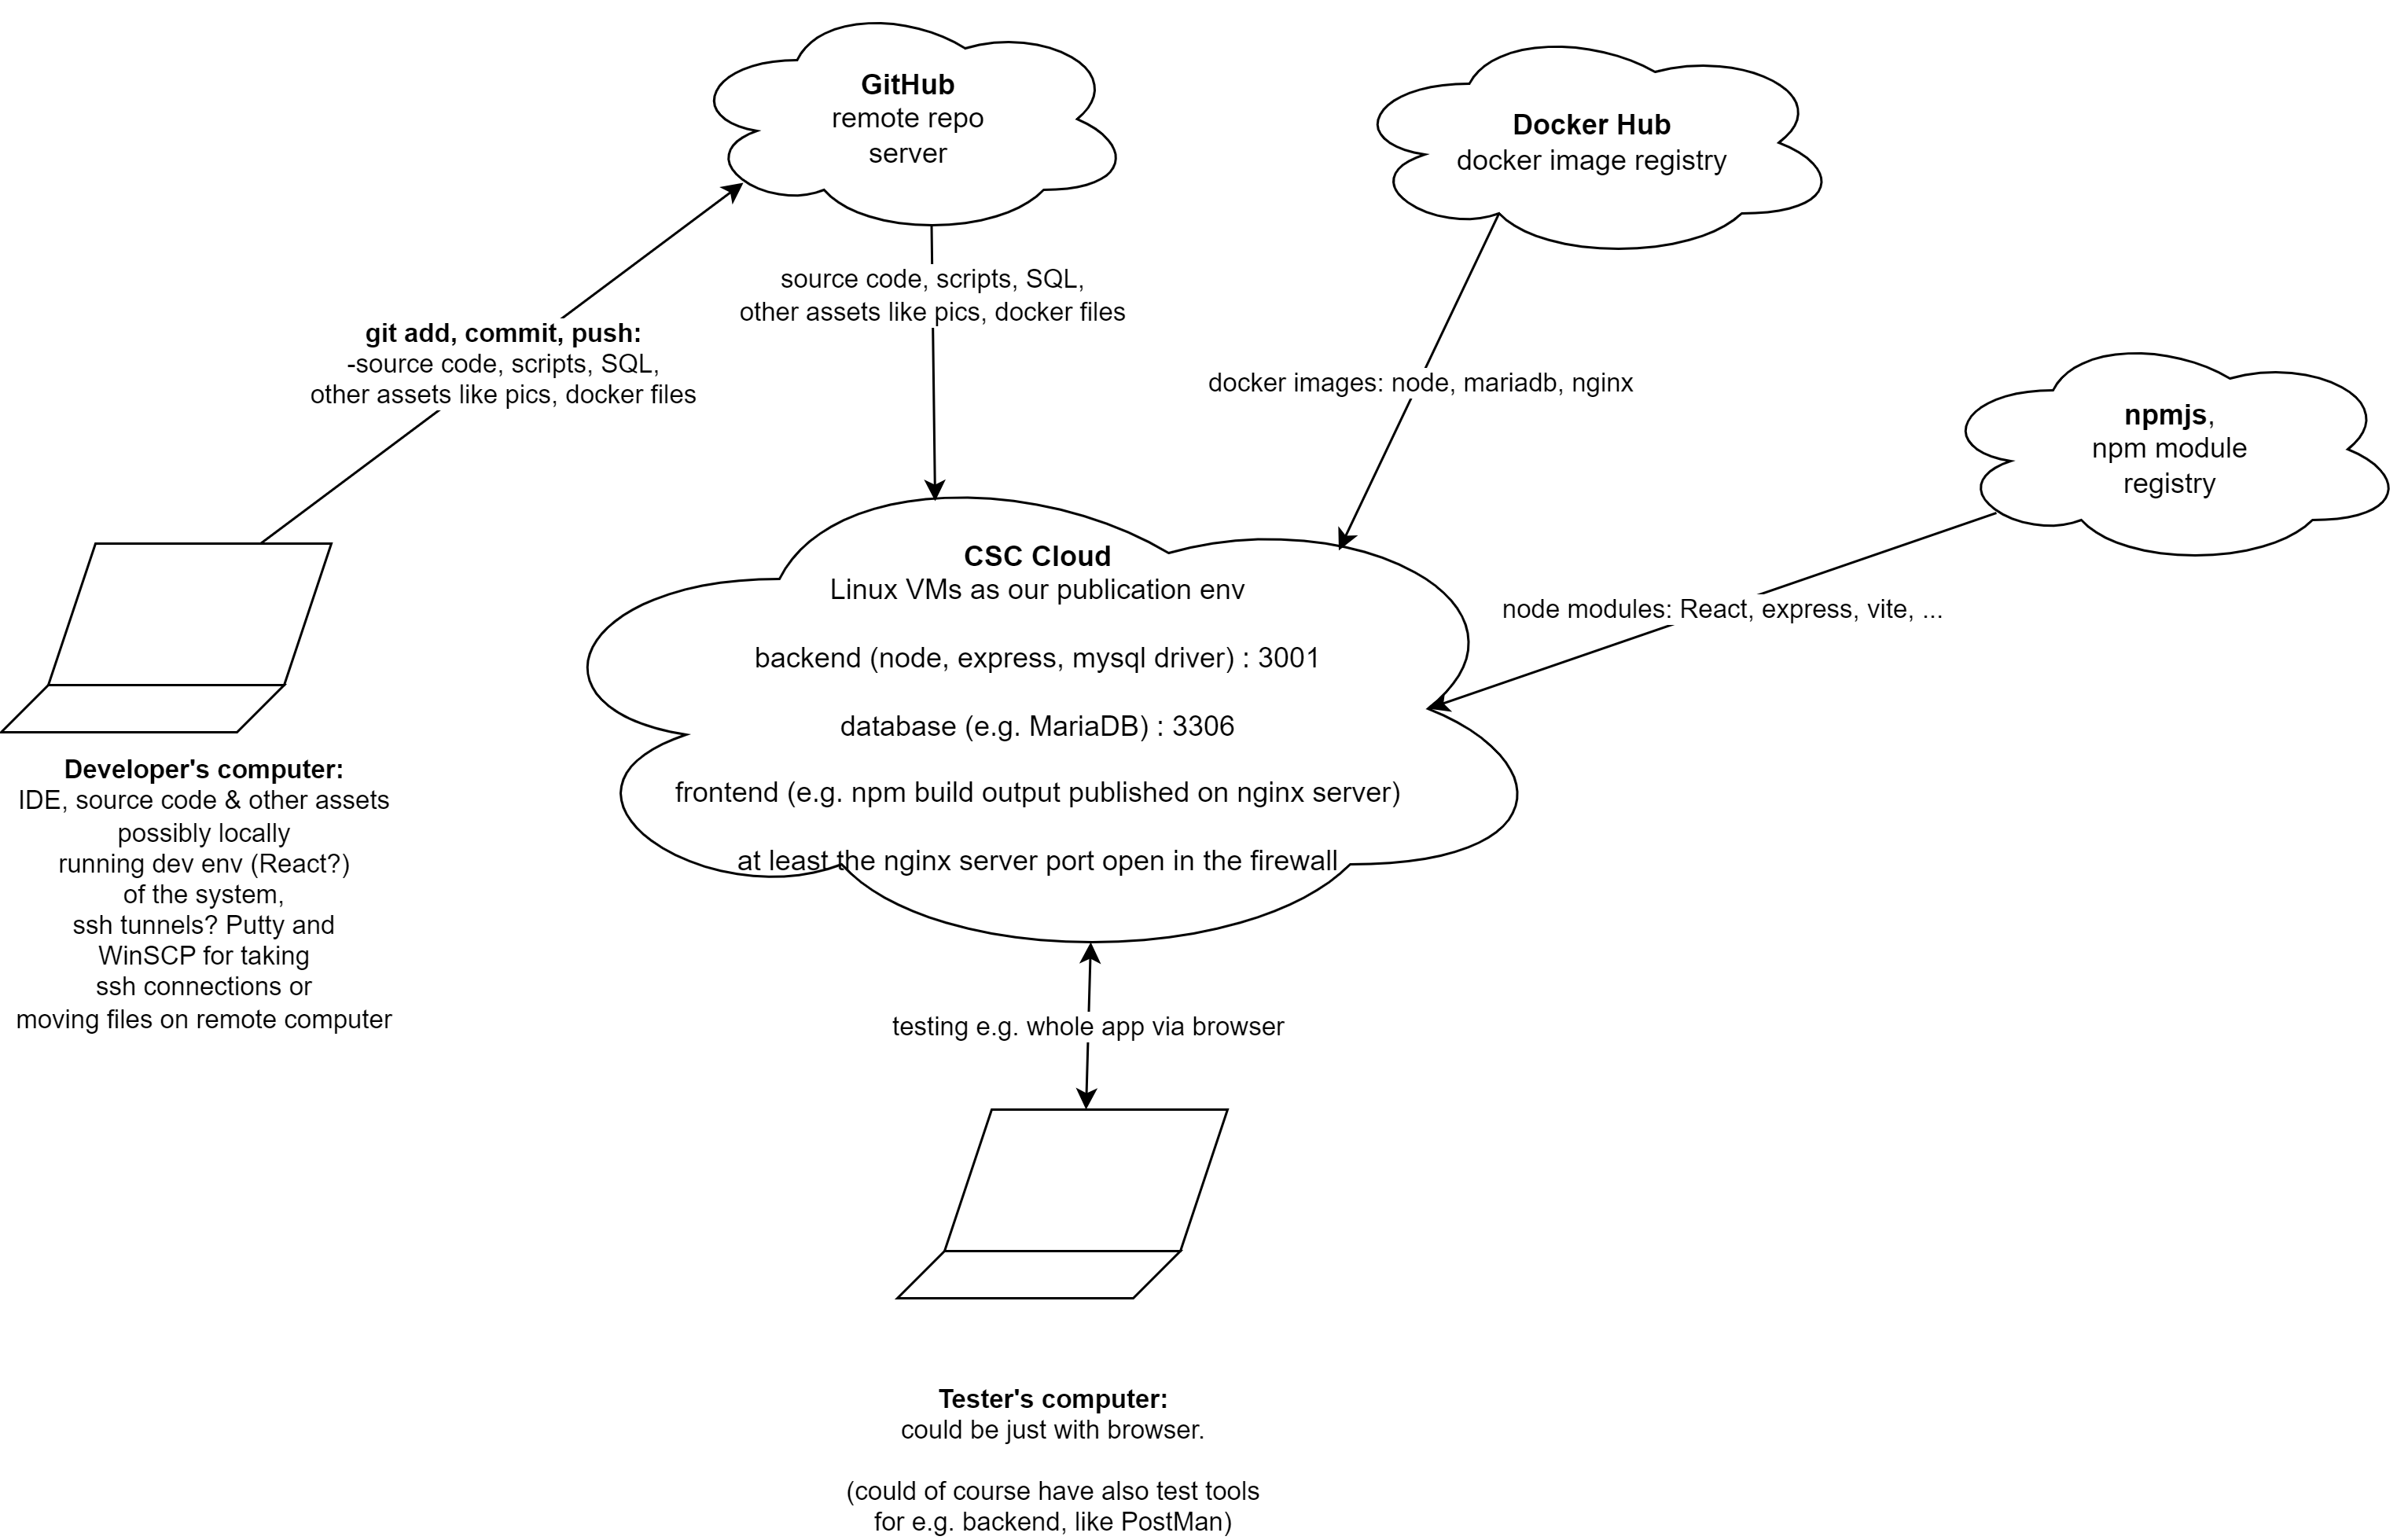 GitHub
remote repo
server
Docker Hub
docker image registry
source code, scripts, SQL,
other assets like pics, docker files
git add, commit, push:
-source code, scripts, SQL,
other assets like pics, docker files
docker images: node, mariadb, nginx
npmjs,
npm module
registry
node modules: React, express, vite, ...
CSC Cloud
Linux VMs as our publication env
backend (node, express, mysql driver) : 3001
database (e.g. MariaDB) : 3306
frontend (e.g. npm build output published on nginx server)
at least the nginx server port open in the firewall
Developer's computer:
IDE, source code & other assets
possibly locally
running dev env (React?)
of the system,
ssh tunnels? Putty and
WinSCP for taking
ssh connections or
moving files on remote computer
testing e.g. whole app via browser
Tester's computer:
could be just with browser.
(could of course have also test tools
for e.g. backend, like PostMan)